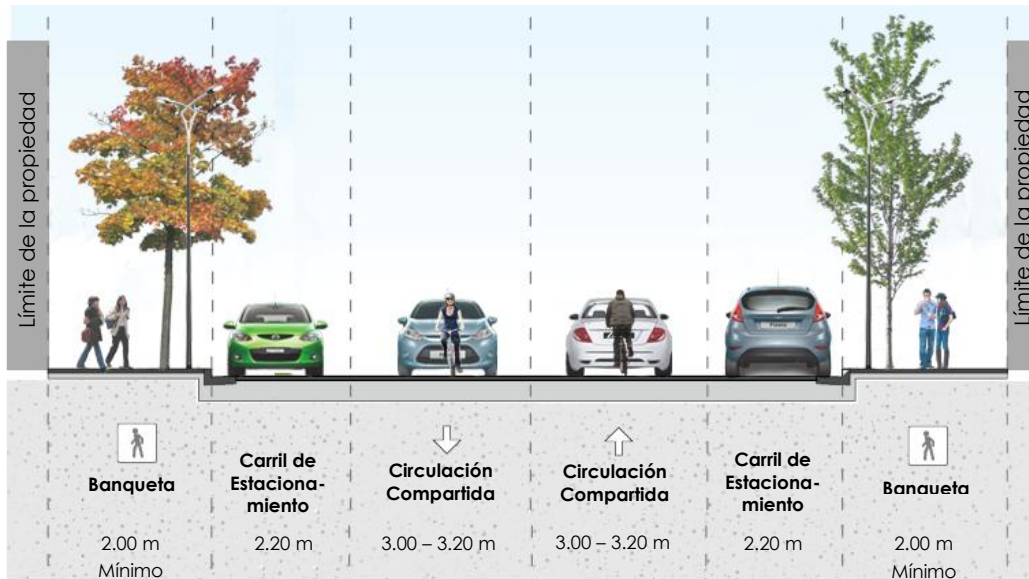 Límite de la propiedad
Límite de la propiedad
Banqueta
2.00 m
Mínimo
Carril de
Estaciona-
miento
2.20 m
Circulación
Compartida
3.00 – 3.20 m
Circulación
Compartida
3.00 – 3.20 m
Carril de
Estaciona-
miento
2.20 m
Banqueta
2.00 m
Mínimo